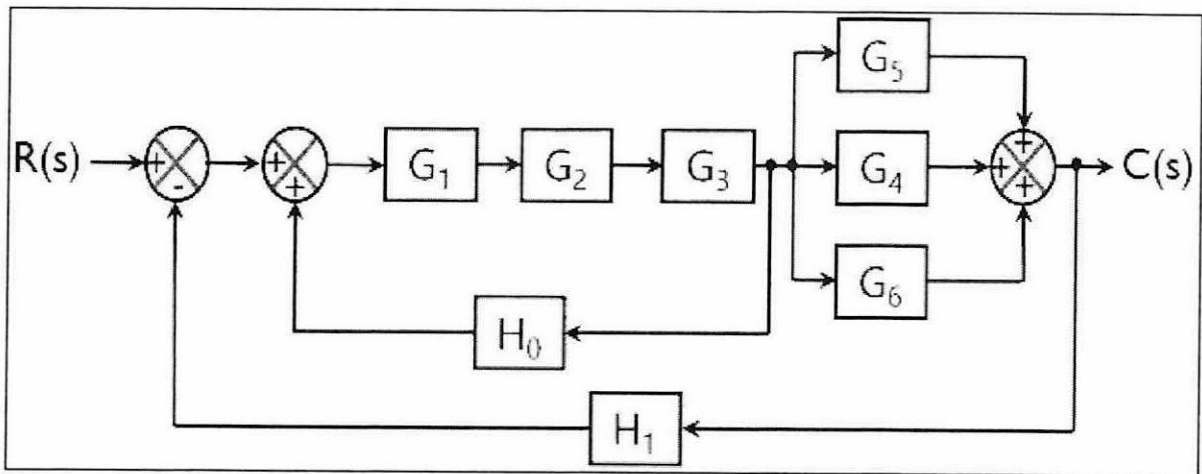 G₅
R(s) + - + + G₁ G₂ G₃ G₄ + + + C(s)
G₆
H₀
H₁